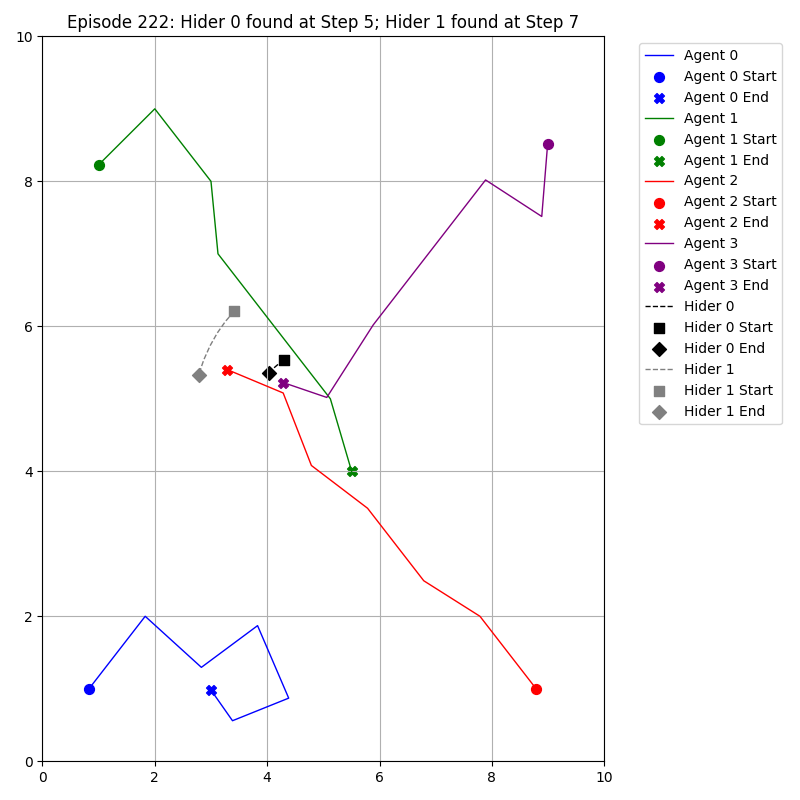 Episode 222: Hider 0 found at Step 5; Hider 1 found at Step 7
10
8
6
4
2
0
0 2 4 6 8 10
Agent 0
Agent 0 Start
Agent 0 End
Agent 1
Agent 1 Start
Agent 1 End
Agent 2
Agent 2 Start
Agent 2 End
Agent 3
Agent 3 Start
Agent 3 End
Hider 0
Hider 0 Start
Hider 0 End
Hider 1
Hider 1 Start
Hider 1 End